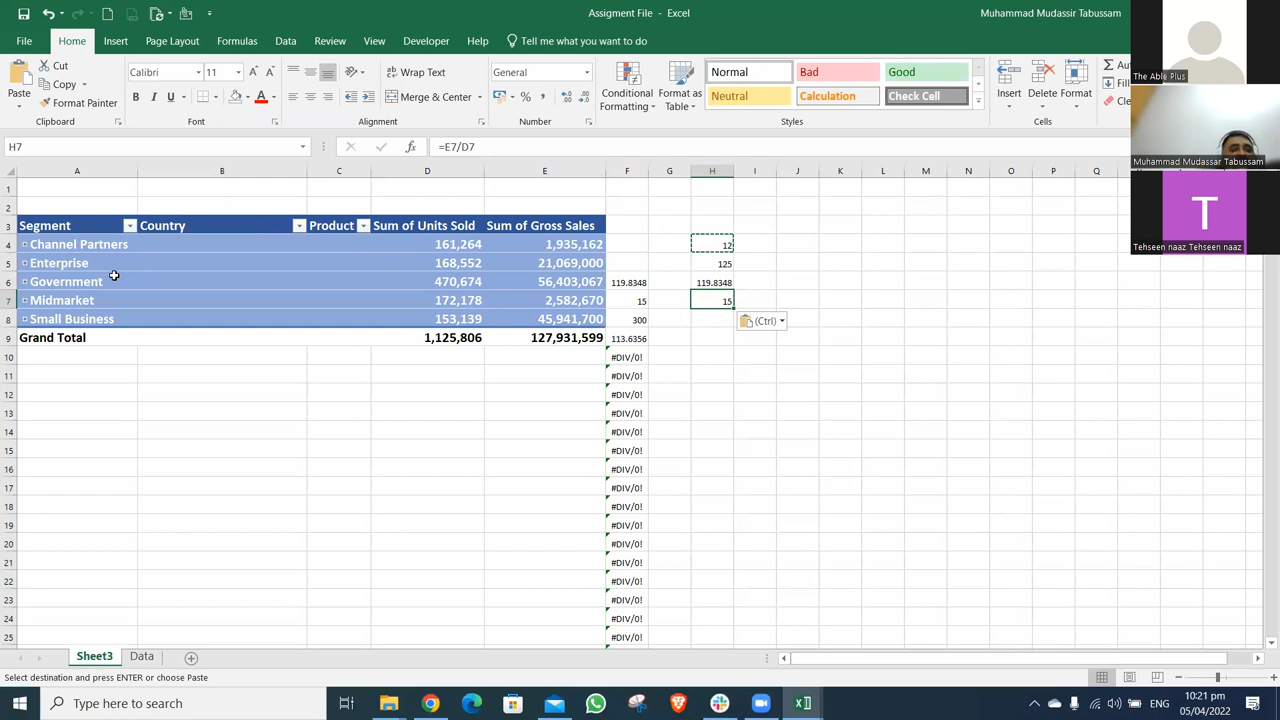 Assigment File - Excel
Muhammad Mudassir Tabussam
File Home Insert Page Layout Formulas Data Review View Developer Help Tell me what you want to do
Paste
Cut
Copy
Format Painter
Clipboard
Calibri 11
B I U
A A
Font
Wrap Text
Merge & Center
Alignment
General
% ,
Number
Conditional Formatting
Format as Table
Normal Bad Good
Neutral Calculation Check Cell
Styles
Insert Delete Format
Cells
Σ Au
Fill
Cle
The Able Plus
Muhammad Mudassar Tabussam
T
Tehseen naaz Tehseen naaz
H7 fx =E7/D7
A B C D E F G H I J K L M N O P Q
1
2
3 Segment Country Product Sum of Units Sold Sum of Gross Sales
4 Channel Partners 161,264 1,935,162 12
5 Enterprise 168,552 21,069,000 125
6 Government 470,674 56,403,067 119.8348 119.8348
7 Midmarket 172,178 2,582,670 15 15
8 Small Business 153,139 45,941,700 300
(Ctrl)
9 Grand Total 1,125,806 127,931,599 113.6356
10 #DIV/0!
11 #DIV/0!
12 #DIV/0!
13 #DIV/0!
14 #DIV/0!
15 #DIV/0!
16 #DIV/0!
17 #DIV/0!
18 #DIV/0!
19 #DIV/0!
20 #DIV/0!
21 #DIV/0!
22 #DIV/0!
23 #DIV/0!
24 #DIV/0!
25 #DIV/0!
Sheet3 Data
Select destination and press ENTER or choose Paste
Type here to search
ENG
10:21 pm
05/04/2022